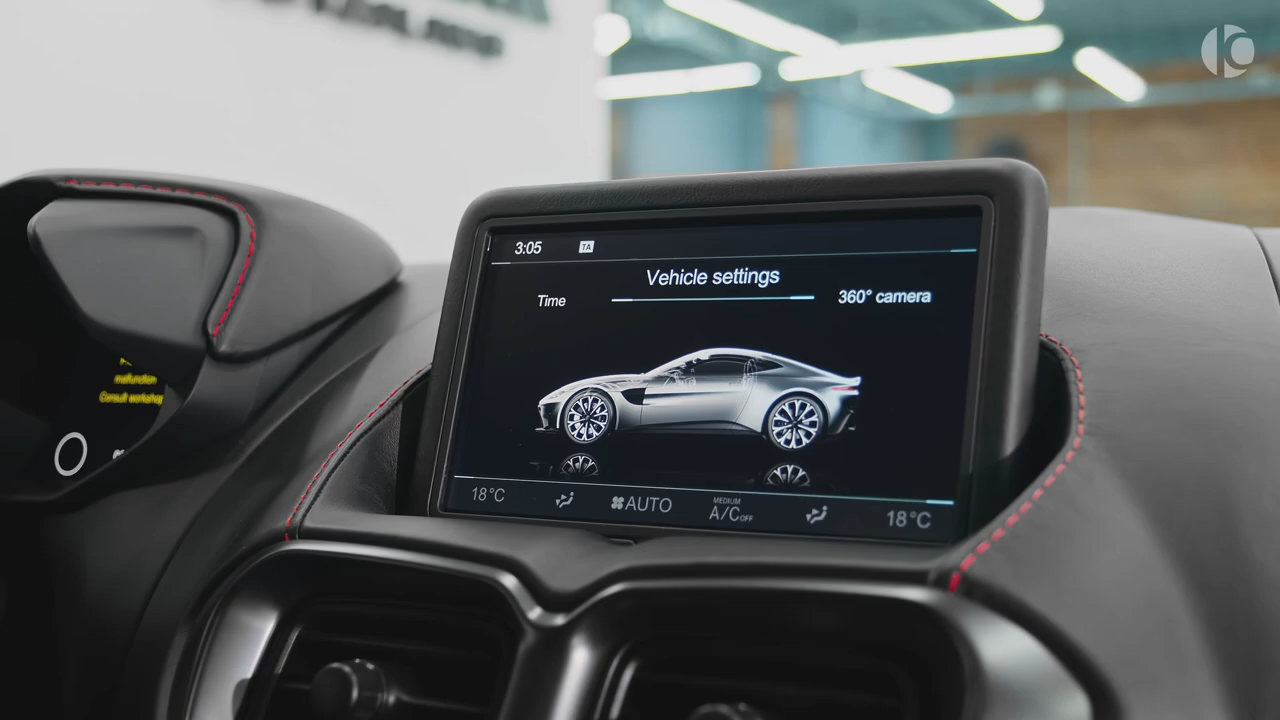 3:05
TA
Vehicle settings
Time
360° camera
malfunction
Consult workshop
18°C
AUTO
MEDIUM
A/C OFF
18°C